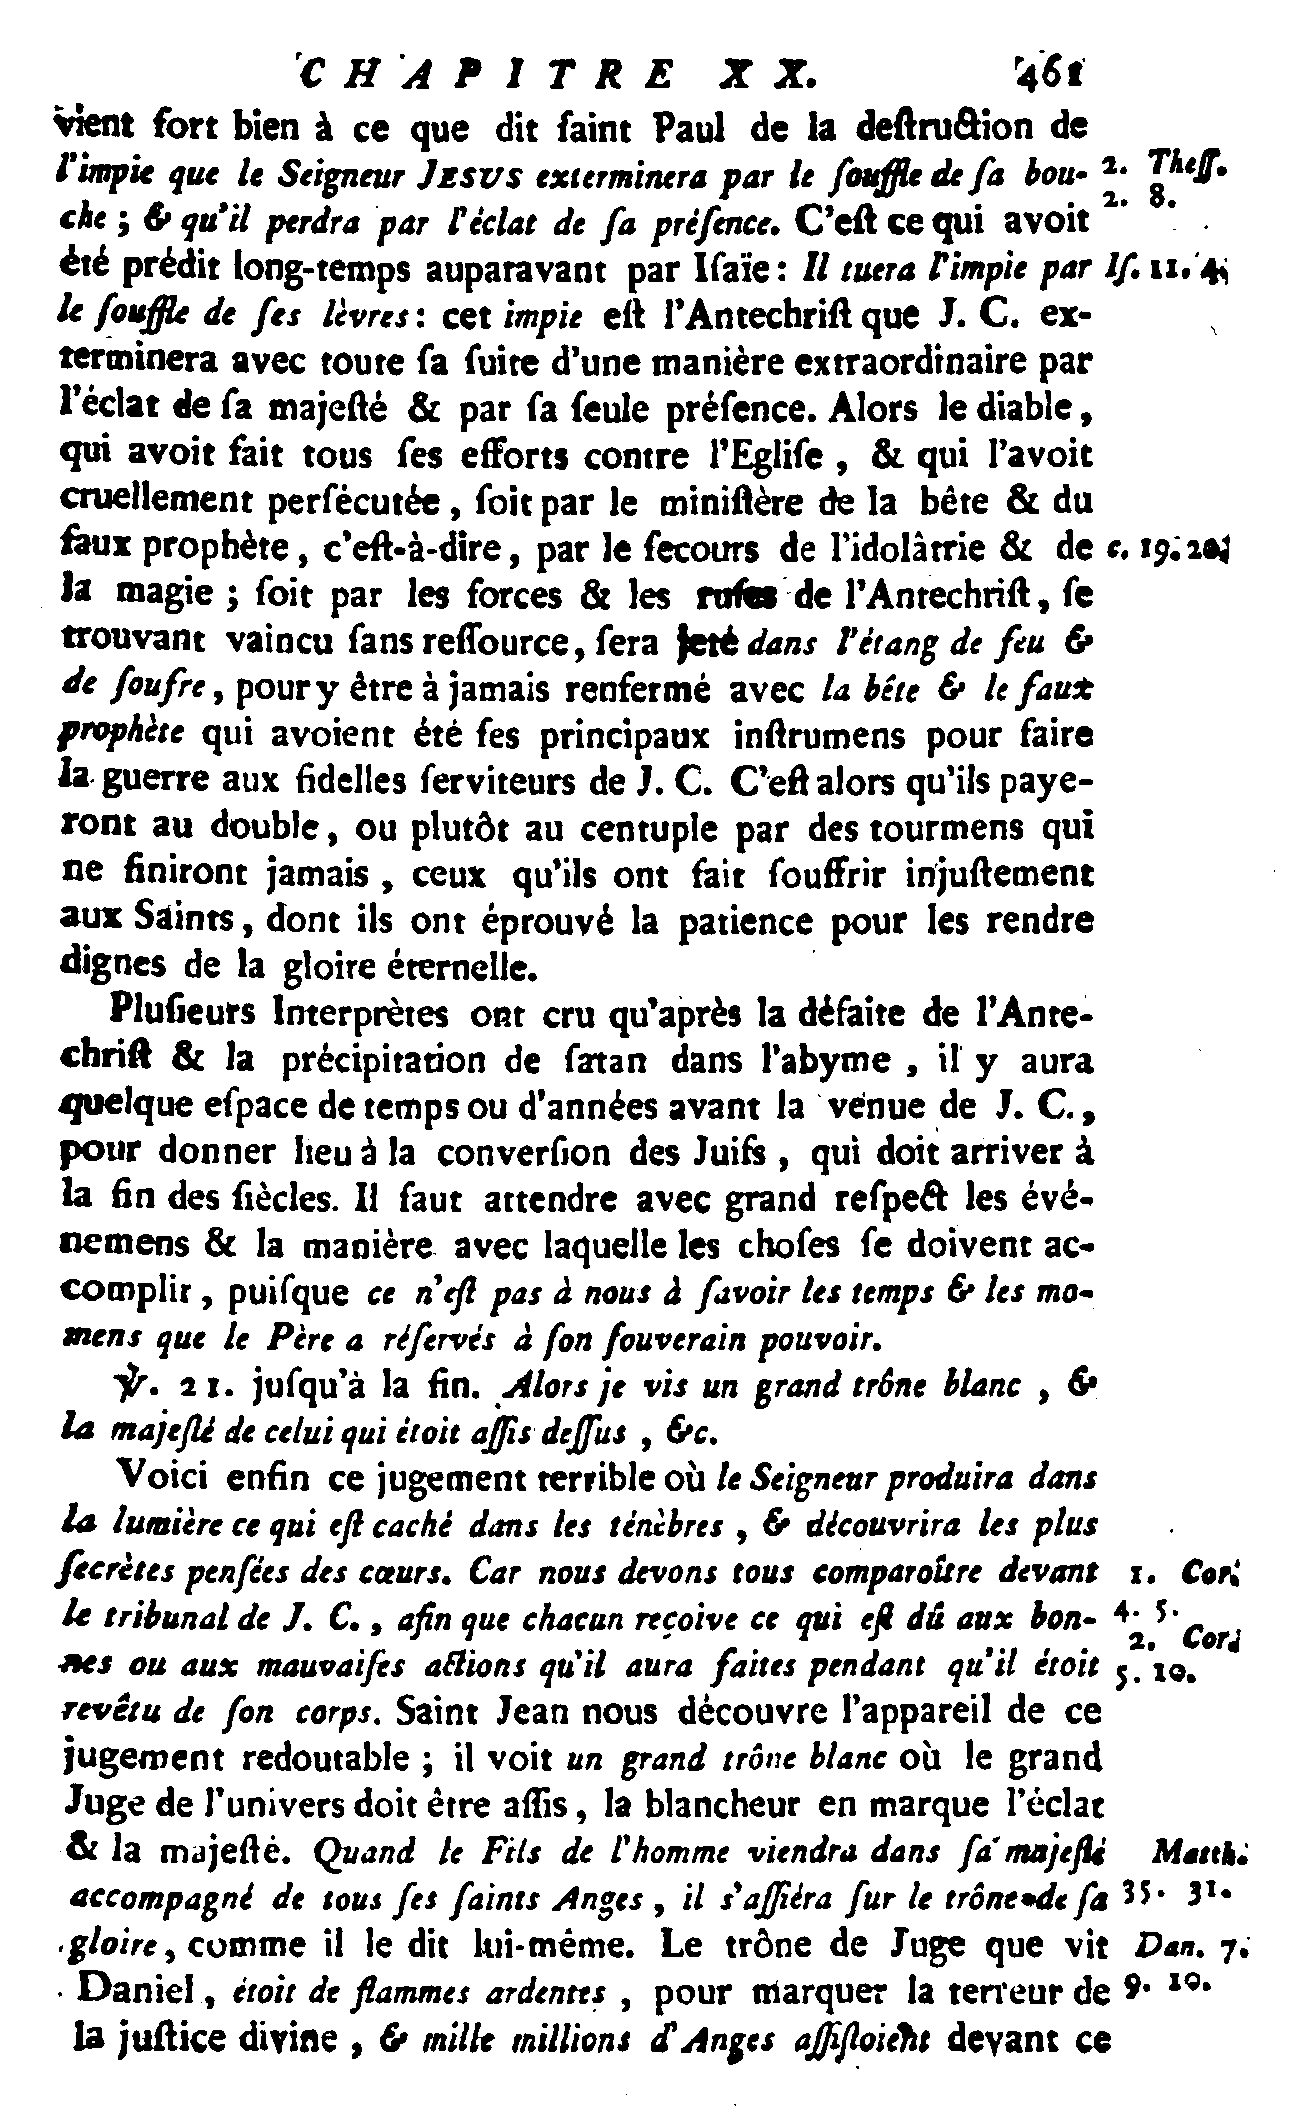 CHAPITRE XX. 461
vient fort bien à ce que dit ſaint Paul de la deſtruction de
l'impie que le Seigneur JESUS exterminera par le ſouffle de ſa bou- 2. Theſſ.
che ; & qu'il perdra par l'éclat de ſa préſence. C'eſt ce qui avoit 2. 8.
été prédit long-temps auparavant par Iſaïe : Il tuera l'impie par Iſ. 11. 4.
le ſouffle de ſes lèvres : cet impie eſt l'Antechriſt que J. C. ex-
terminera avec toute ſa ſuite d'une manière extraordinaire par
l'éclat de ſa majeſté & par ſa ſeule préſence. Alors le diable,
qui avoit fait tous ſes efforts contre l'Egliſe, & qui l'avoit
cruellement perſécutée, ſoit par le miniſtère de la bête & du
faux prophète, c'eſt-à-dire, par le ſecours de l'idolâtrie & de c. 19. 20.
la magie ; ſoit par les forces & les ruſes de l'Antechriſt, ſe
trouvant vaincu ſans reſſource, ſera jeté dans l'étang de feu &
de ſoufre, pour y être à jamais renfermé avec la bête & le faux
prophète qui avoient été ſes principaux inſtrumens pour faire
la guerre aux fidelles ſerviteurs de J. C. C'eſt alors qu'ils paye-
ront au double, ou plutôt au centuple par des tourmens qui
ne finiront jamais, ceux qu'ils ont fait ſouffrir injuſtement
aux Saints, dont ils ont éprouvé la patience pour les rendre
dignes de la gloire éternelle.
Pluſieurs Interprètes ont cru qu'après la défaite de l'Ante-
chriſt & la précipitation de ſatan dans l'abyme, il y aura
quelque eſpace de temps ou d'années avant la venue de J. C.,
pour donner lieu à la converſion des Juifs, qui doit arriver à
la fin des ſiècles. Il faut attendre avec grand reſpect les évé-
nemens & la manière avec laquelle les choſes ſe doivent ac-
complir, puiſque ce n'eſt pas à nous à ſavoir les temps & les mo-
mens que le Père a réſervés à ſon ſouverain pouvoir.
℣. 21. juſqu'à la fin. Alors je vis un grand trône blanc, &
la majeſté de celui qui étoit aſſis deſſus, &c.
Voici enfin ce jugement terrible où le Seigneur produira dans
la lumière ce qui eſt caché dans les ténèbres, & découvrira les plus
ſecrètes penſées des cœurs. Car nous devons tous comparoître devant 1. Cor.
le tribunal de J. C., afin que chacun reçoive ce qui eſt dû aux bon- 4. 5.
2. Cor.
nes ou aux mauvaiſes actions qu'il aura faites pendant qu'il étoit 5. 10.
revêtu de ſon corps. Saint Jean nous découvre l'appareil de ce
jugement redoutable ; il voit un grand trône blanc où le grand
Juge de l'univers doit être aſſis, la blancheur en marque l'éclat
& la majeſté. Quand le Fils de l'homme viendra dans ſa majeſté Matth.
accompagné de tous ſes ſaints Anges, il s'aſſiéra ſur le trône de ſa 35. 31.
gloire, comme il le dit lui-même. Le trône de Juge que vit Dan. 7.
Daniel, étoit de flammes ardentes, pour marquer la terreur de 9. 10.
la juſtice divine, & mille millions d'Anges aſſiſtoient devant ce